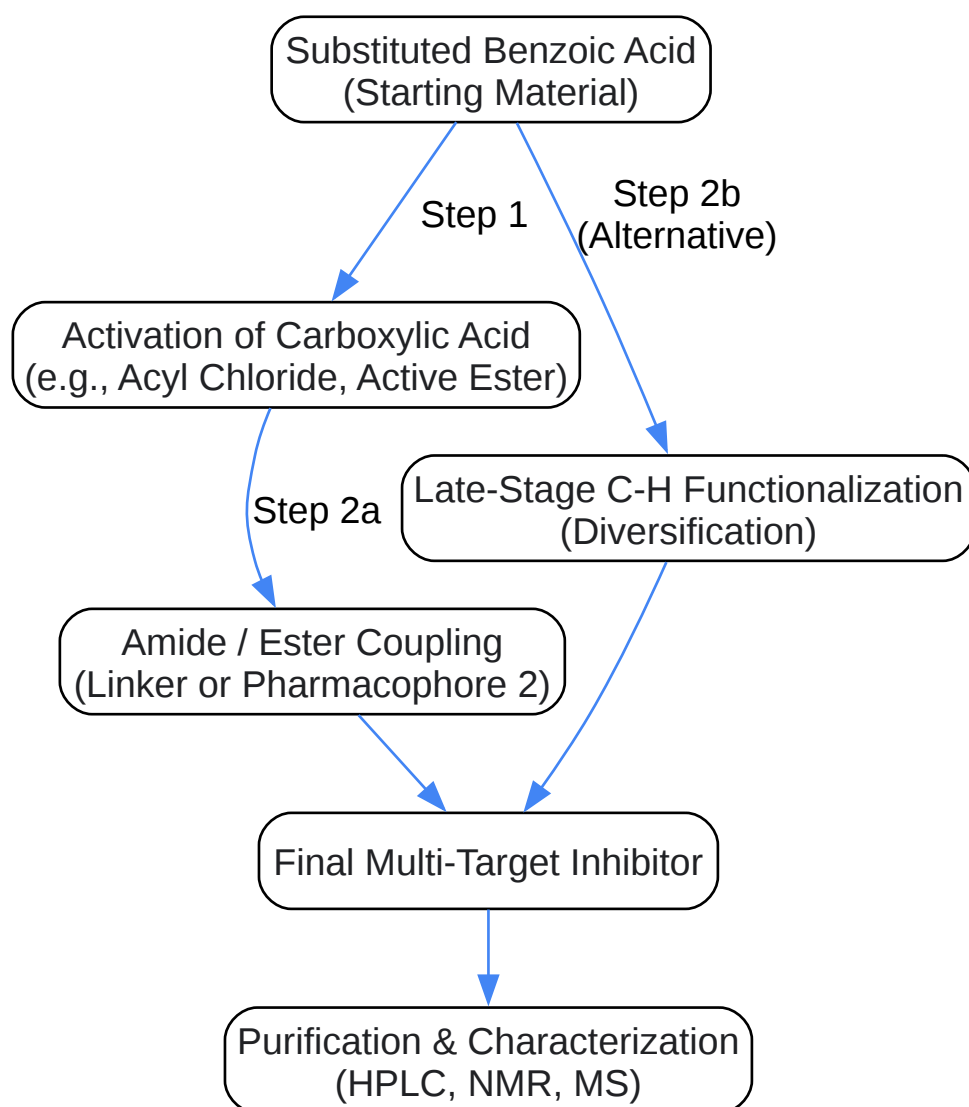 Substituted Benzoic Acid
(Starting Material)
Step 1
Step 2b
(Alternative)
Activation of Carboxylic Acid
(e.g., Acyl Chloride, Active Ester)
Step 2a
Late-Stage C-H Functionalization
(Diversification)
Amide / Ester Coupling
(Linker or Pharmacophore 2)
Final Multi-Target Inhibitor
Purification & Characterization
(HPLC, NMR, MS)